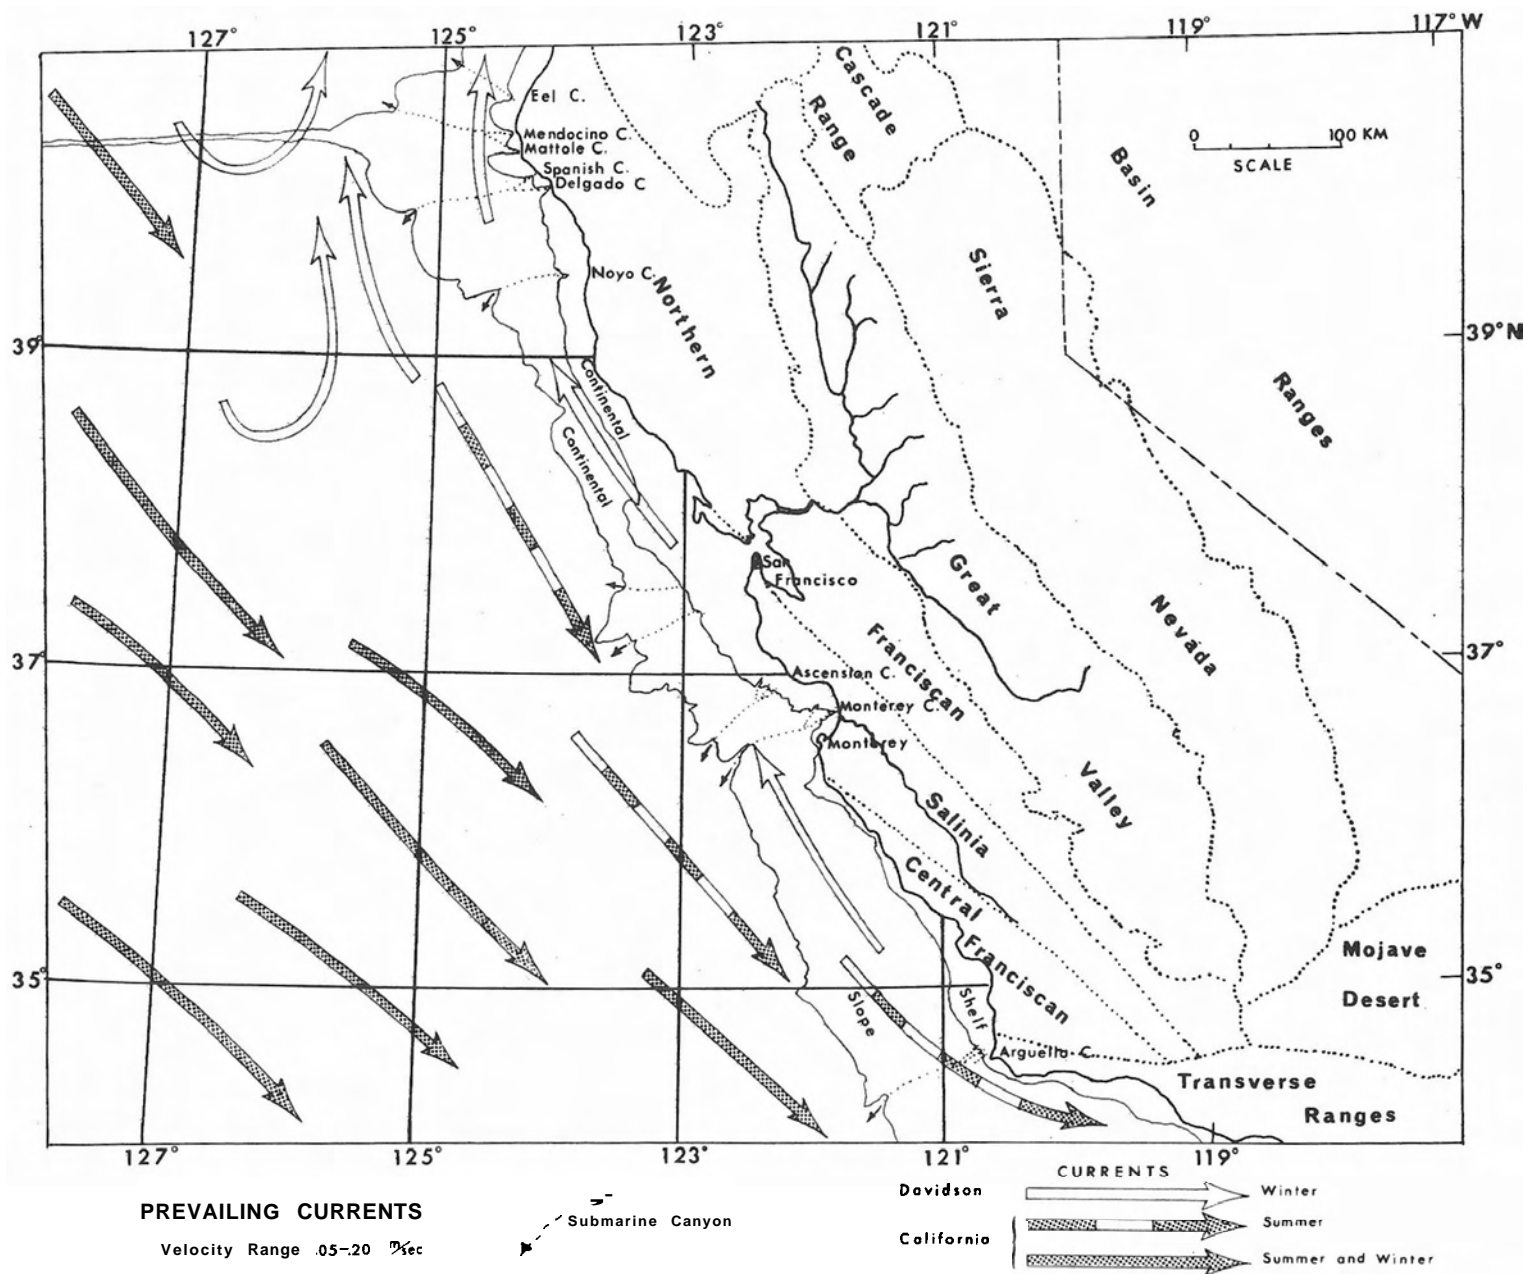 127° 125° 123° 121° 119° 117° W
Eel C.
Mendocino C.
Mattole C.
Spanish C.
Delgado C
Noyo C.
Cascade
Range
Basin
Ranges
0 100 KM
SCALE
Sierra
Nevada
Northern
39° 39° N
Continental
Continental
San
Francisco
Great
Valley
Franciscan
37° 37°
Ascension C.
Monterey C.
Monterey
Salinia
Central
Franciscan
Mojave
Desert
35° 35°
Slope
Shelf
Arguello C.
Transverse
Ranges
127° 125° 123° 121° 119°
PREVAILING CURRENTS
Velocity Range .05-.20 m/sec
Submarine Canyon
CURRENTS
Davidson Winter
California Summer
Summer and Winter